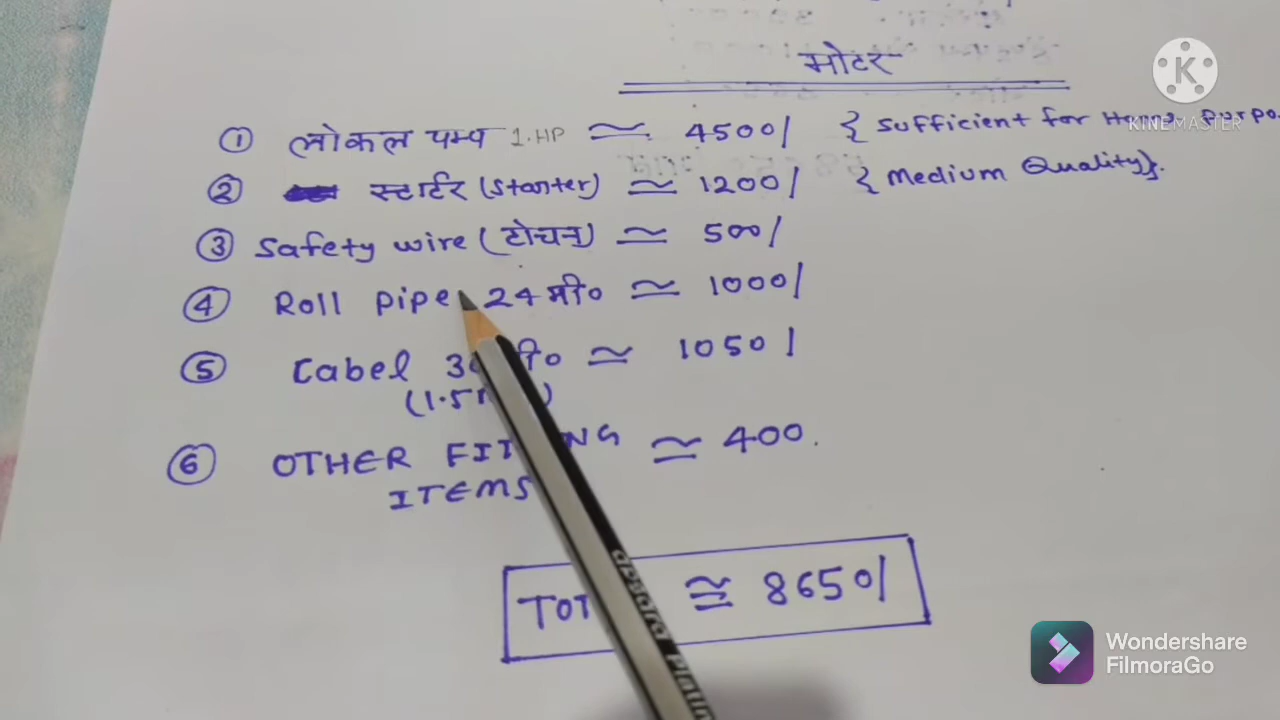 मोटर
① लोकल पम्प 1.HP ≅ 4500/ { Sufficient for
② स्टार्टर (Starter) ≅ 1200/ { Medium Quality}.
③ Safety wire (टोचन) ≅ 500/
④ Roll Pipe 24 मी० ≅ 1000/
⑤ Cabel ≅ 1050/
⑥ OTHER ≅ 400.
ITEMS
≅ 8650/
KINEMASTER
apsara
Wondershare
FilmoraGo